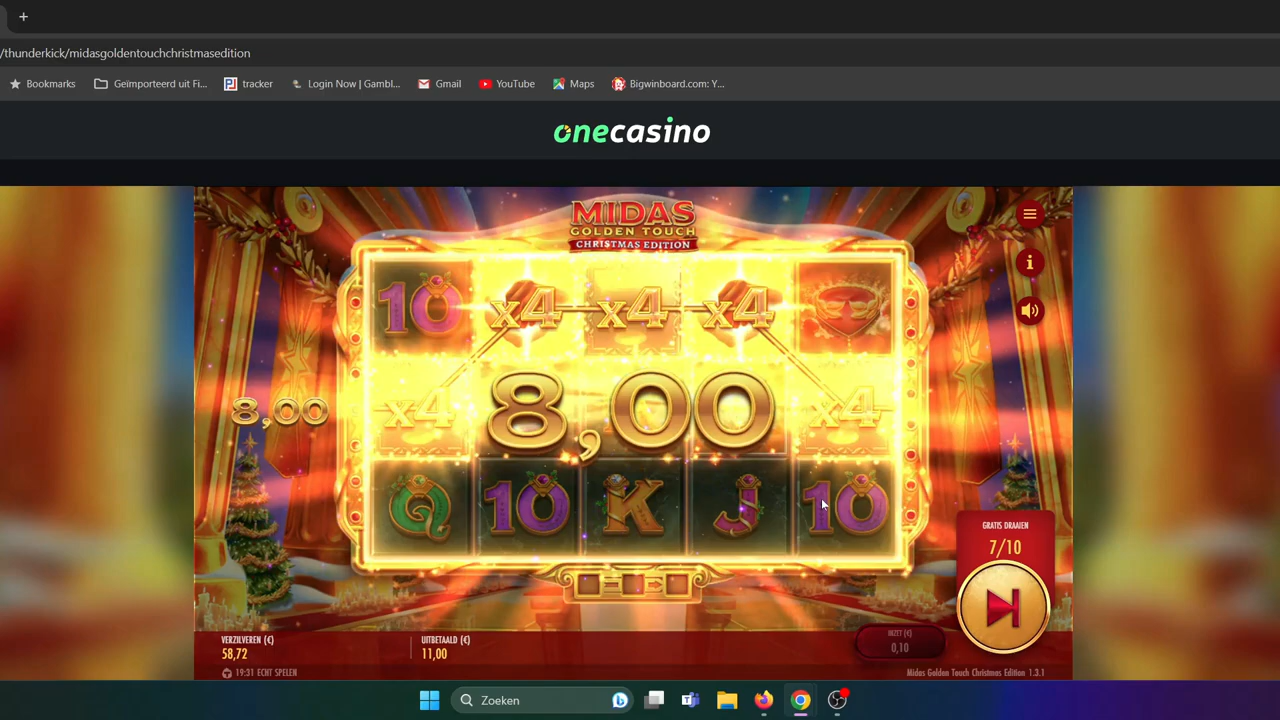 /thunderkick/midasgoldentouchchristmasedition
Bookmarks Geïmporteerd uit Fi... tracker Login Now | Gambl... Gmail YouTube Maps Bigwinboard.com: Y...
onecasino
MIDAS
GOLDEN TOUCH
CHRISTMAS EDITION
10 x4 x4 x4
8,00 x4 8,00 x4
Q 10 K J 10
GRATIS DRAAIEN
7/10
VERZILVEREN (€)
58,72
UITBETAALD (€)
11,00
INZET (€)
0,10
19:31 ECHT SPELEN
Midas Golden Touch Christmas Edition 1.3.1
Zoeken